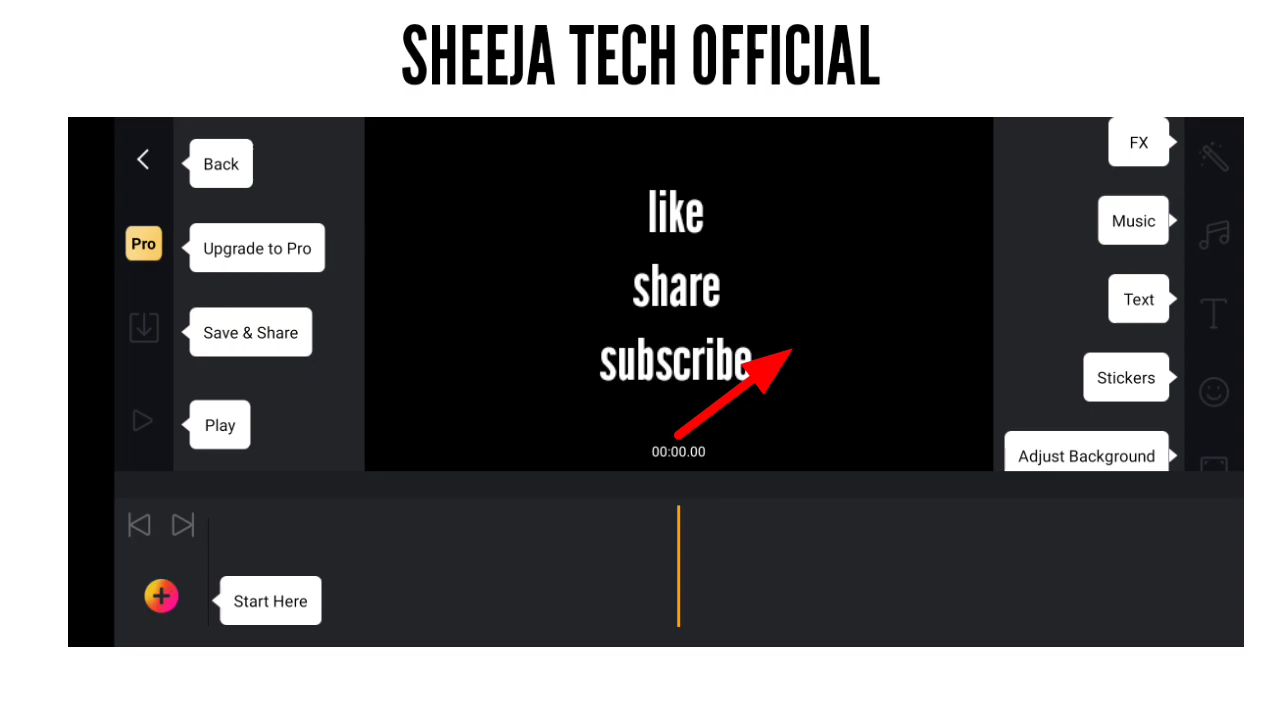 SHEEJA TECH OFFICIAL
Back
Pro
Upgrade to Pro
Save & Share
Play
like
share
subscribe
00:00.00
FX
Music
Text
Stickers
Adjust Background
Start Here